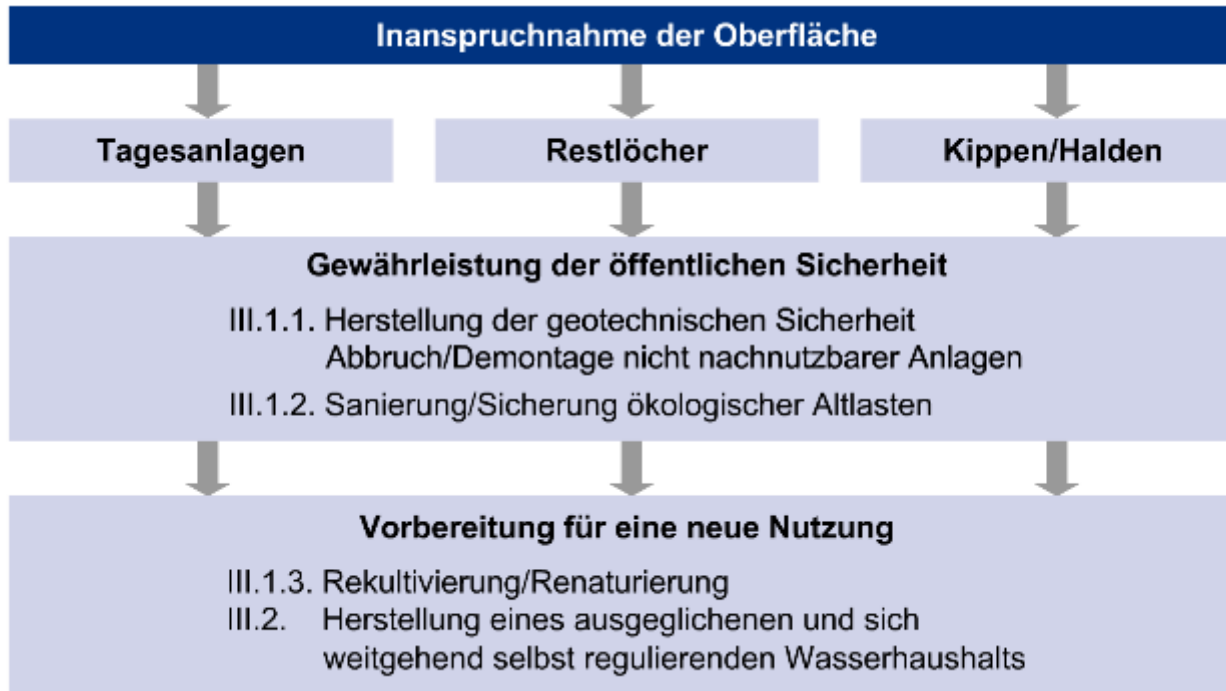 Inanspruchnahme der Oberfläche
Tagesanlagen
Restlöcher
Kippen/Halden
Gewährleistung der öffentlichen Sicherheit
III.1.1. Herstellung der geotechnischen Sicherheit
Abbruch/Demontage nicht nachnutzbarer Anlagen
III.1.2. Sanierung/Sicherung ökologischer Altlasten
Vorbereitung für eine neue Nutzung
III.1.3. Rekultivierung/Renaturierung
III.2. Herstellung eines ausgeglichenen und sich
weitgehend selbst regulierenden Wasserhaushalts